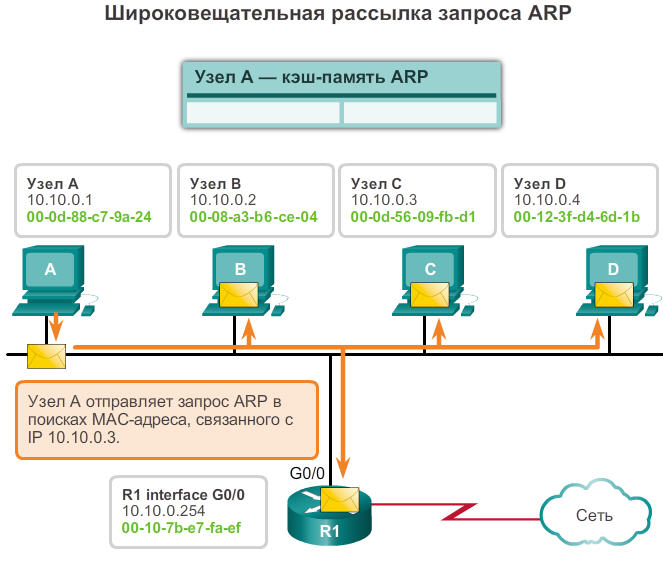 Широковещательная рассылка запроса ARP
Узел А — кэш-память ARP
Узел A
10.10.0.1
00-0d-88-c7-9a-24
Узел B
10.10.0.2
00-08-a3-b6-ce-04
Узел C
10.10.0.3
00-0d-56-09-fb-d1
Узел D
10.10.0.4
00-12-3f-d4-6d-1b
A
B
C
D
Узел А отправляет запрос ARP в
поисках MAC-адреса, связанного с
IP 10.10.0.3.
G0/0
R1 interface G0/0
10.10.0.254
00-10-7b-e7-fa-ef
R1
Сеть